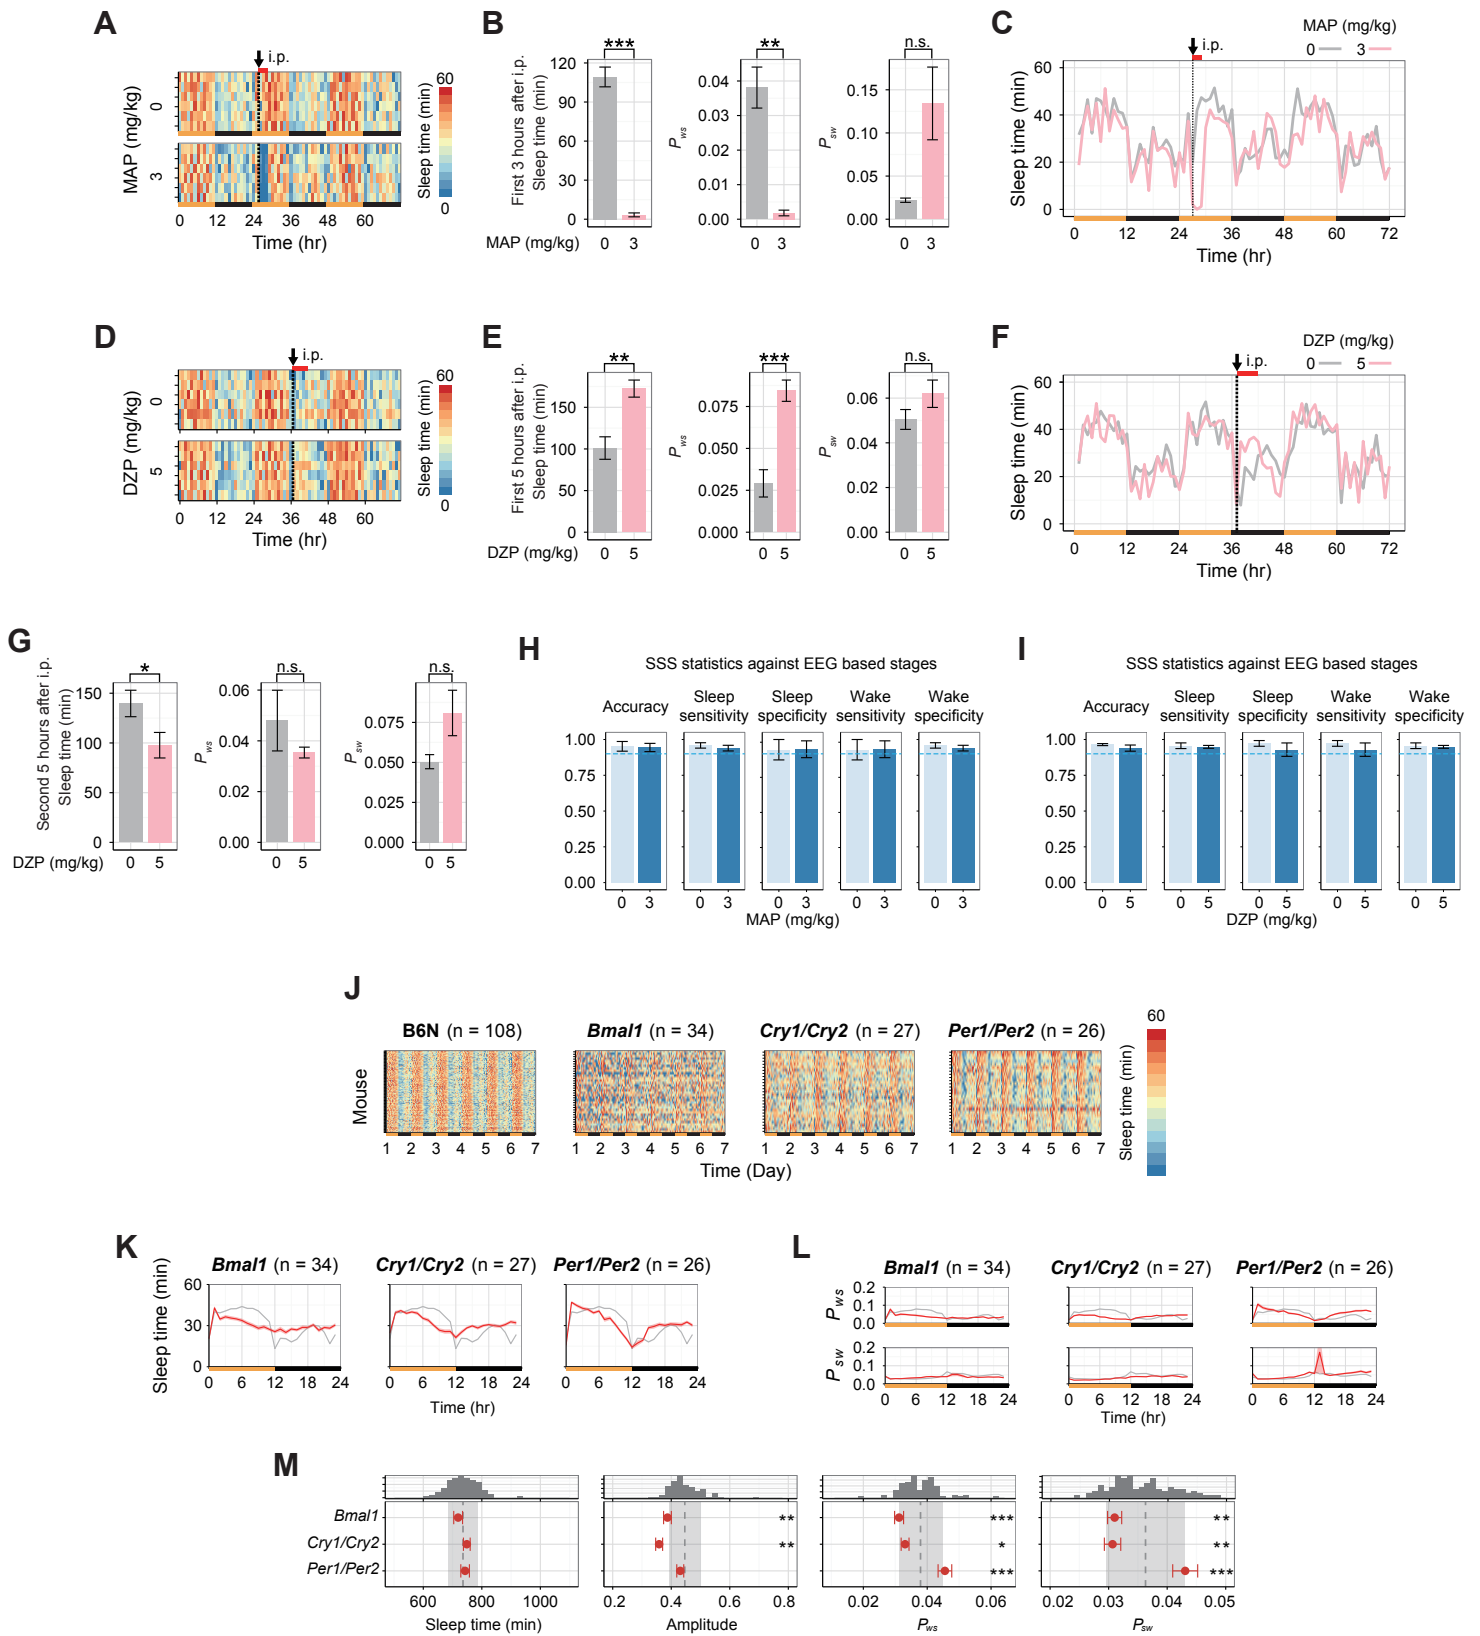 A
i.p.
MAP (mg/kg)
0
3
60
Sleep time (min)
0
0 12 24 36 48 60
Time (hr)
B
***
First 3 hours after i.p.
Sleep time (min)
120
90
60
30
0
MAP (mg/kg) 0 3
**
Pws
0.04
0.03
0.02
0.01
0.00
0 3
n.s.
Psw
0.15
0.10
0.05
0.00
0 3
C
MAP (mg/kg)
0 3
i.p.
Sleep time (min)
60
40
20
0
0 12 24 36 48 60 72
Time (hr)
D
i.p.
DZP (mg/kg)
0
5
60
Sleep time (min)
0
0 12 24 36 48 60
Time (hr)
E
**
First 5 hours after i.p.
Sleep time (min)
150
100
50
0
DZP (mg/kg) 0 5
***
Pws
0.075
0.050
0.025
0.000
0 5
n.s.
Psw
0.06
0.04
0.02
0.00
0 5
F
DZP (mg/kg)
0 5
i.p.
Sleep time (min)
60
40
20
0
0 12 24 36 48 60 72
Time (hr)
G
*
Second 5 hours after i.p.
Sleep time (min)
150
100
50
0
DZP (mg/kg) 0 5
n.s.
Pws
0.06
0.04
0.02
0.00
0 5
n.s.
Psw
0.075
0.050
0.025
0.000
0 5
H
SSS statistics against EEG based stages
Accuracy
Sleep sensitivity
Sleep specificity
Wake sensitivity
Wake specificity
1.00
0.75
0.50
0.25
0.00
0 3 0 3 0 3 0 3 0 3
MAP (mg/kg)
I
SSS statistics against EEG based stages
Accuracy
Sleep sensitivity
Sleep specificity
Wake sensitivity
Wake specificity
1.00
0.75
0.50
0.25
0.00
0 5 0 5 0 5 0 5 0 5
DZP (mg/kg)
J
B6N (n = 108)
Bmal1 (n = 34)
Cry1/Cry2 (n = 27)
Per1/Per2 (n = 26)
Mouse
1 2 3 4 5 6 7
1 2 3 4 5 6 7
1 2 3 4 5 6 7
1 2 3 4 5 6 7
Time (Day)
60
Sleep time (min)
K
Bmal1 (n = 34)
Cry1/Cry2 (n = 27)
Per1/Per2 (n = 26)
Sleep time (min)
60
30
0
0 6 12 18 24
0 6 12 18 24
0 6 12 18 24
Time (hr)
L
Bmal1 (n = 34)
Cry1/Cry2 (n = 27)
Per1/Per2 (n = 26)
Pws
0.2
0.1
0.0
Psw
0.2
0.1
0.0
0 6 12 18 24
0 6 12 18 24
0 6 12 18 24
Time (hr)
M
Bmal1 ** *** **
Cry1/Cry2 ** * **
Per1/Per2 *** ***
600 800 1000
Sleep time (min)
0.2 0.4 0.6 0.8
Amplitude
0.02 0.04 0.06
Pws
0.02 0.03 0.04 0.05
Psw